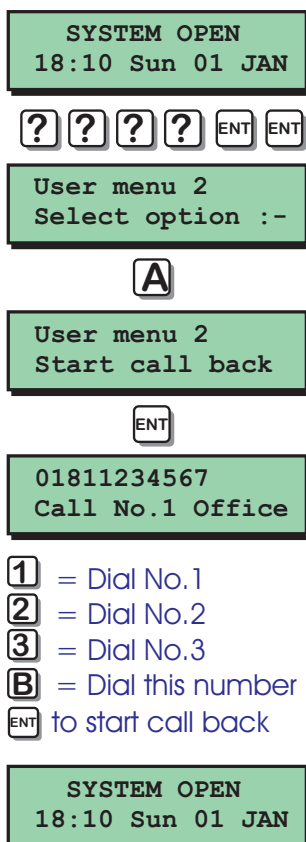 SYSTEM OPEN
18:10 Sun 01 JAN
? ? ? ? ENT ENT
User menu 2
Select option :-
A
User menu 2
Start call back
ENT
01811234567
Call No.1 Office
1 = Dial No.1
2 = Dial No.2
3 = Dial No.3
B = Dial this number
ENT to start call back
SYSTEM OPEN
18:10 Sun 01 JAN